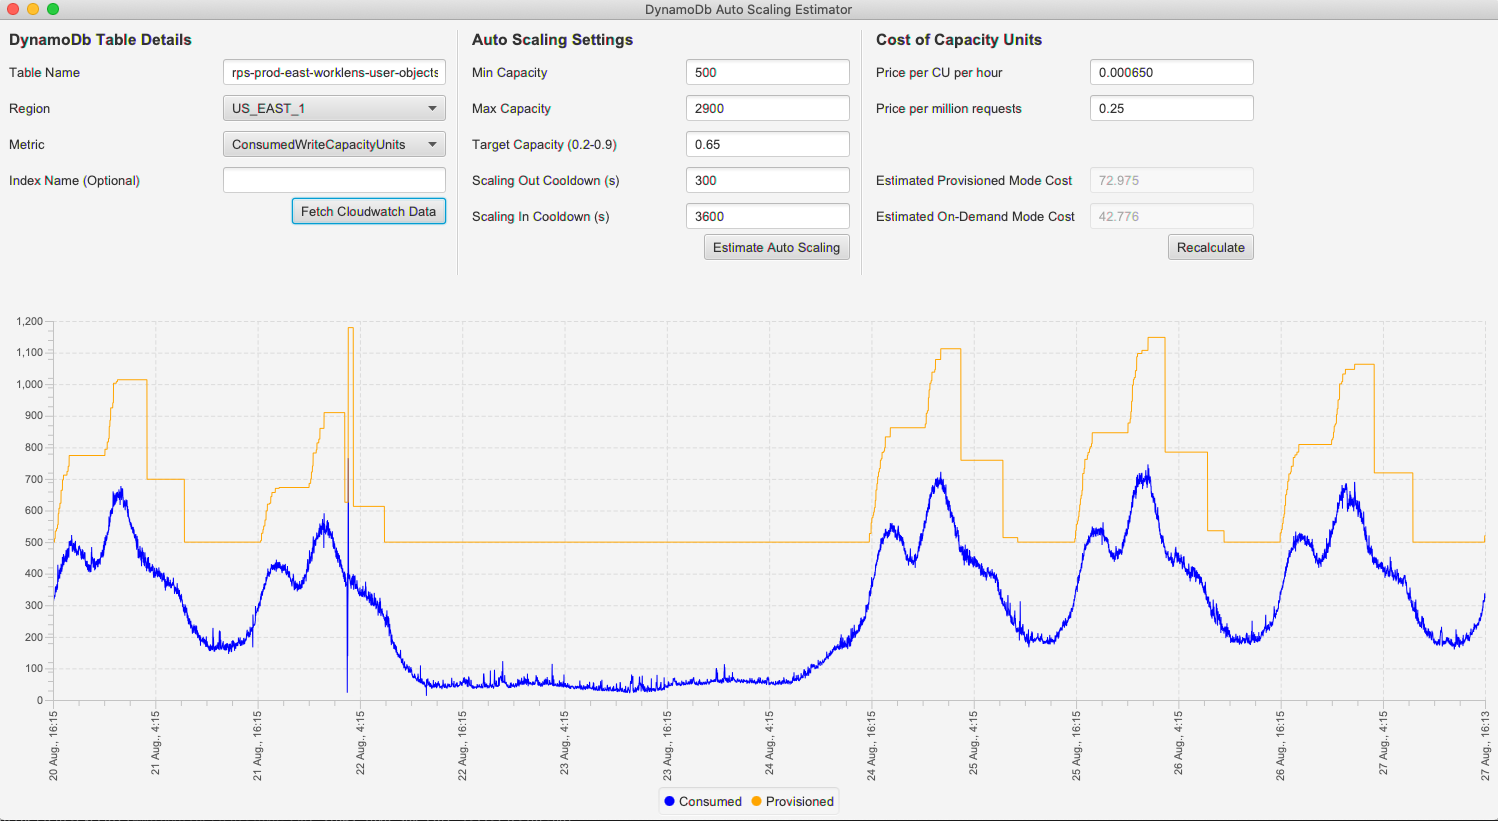 DynamoDb Auto Scaling Estimator
DynamoDb Table Details
Table Name
rps-prod-east-worklens-user-objects
Region
US_EAST_1
Metric
ConsumedWriteCapacityUnits
Index Name (Optional)
Fetch Cloudwatch Data
Auto Scaling Settings
Min Capacity
500
Max Capacity
2900
Target Capacity (0.2-0.9)
0.65
Scaling Out Cooldown (s)
300
Scaling In Cooldown (s)
3600
Estimate Auto Scaling
Cost of Capacity Units
Price per CU per hour
0.000650
Price per million requests
0.25
Estimated Provisioned Mode Cost
72.975
Estimated On-Demand Mode Cost
42.776
Recalculate
1,200
1,100
1,000
900
800
700
600
500
400
300
200
100
0
20 Aug., 16:15
21 Aug., 4:15
21 Aug., 16:15
22 Aug., 4:15
22 Aug., 16:15
23 Aug., 4:15
23 Aug., 16:15
24 Aug., 4:15
24 Aug., 16:15
25 Aug., 4:15
25 Aug., 16:15
26 Aug., 4:15
26 Aug., 16:15
27 Aug., 4:15
27 Aug., 16:13
Consumed
Provisioned